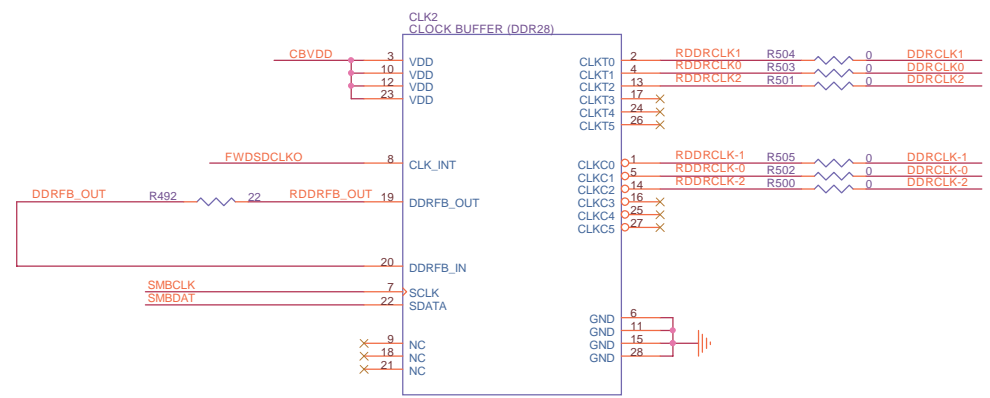 CLK2
CLOCK BUFFER (DDR28)
CBVDD 3 VDD CLKT0 2 RDDRCLK1 R504 0 DDRCLK1
10 VDD CLKT1 4 RDDRCLK0 R503 0 DDRCLK0
12 VDD CLKT2 13 RDDRCLK2 R501 0 DDRCLK2
23 VDD CLKT3 17
CLKT4 24
CLKT5 26
FWDSDCLKO 8 CLK_INT CLKC0 1 RDDRCLK-1 R505 0 DDRCLK-1
CLKC1 5 RDDRCLK-0 R502 0 DDRCLK-0
CLKC2 14 RDDRCLK-2 R500 0 DDRCLK-2
DDRFB_OUT R492 22 RDDRFB_OUT 19 DDRFB_OUT CLKC3 16
CLKC4 25
CLKC5 27
20 DDRFB_IN
SMBCLK 7 SCLK
SMBDAT 22 SDATA
GND 6
GND 11
9 NC GND 15
18 NC GND 28
21 NC